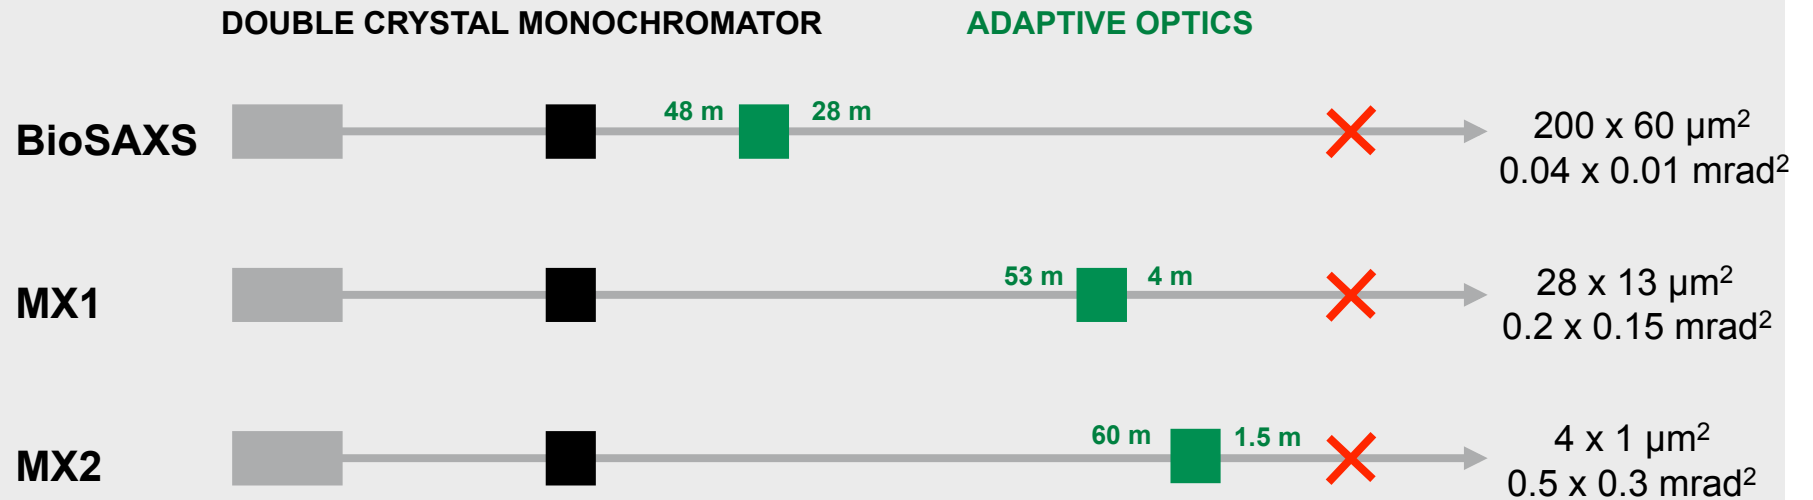 DOUBLE CRYSTAL MONOCHROMATOR ADAPTIVE OPTICS
BioSAXS 48 m 28 m 200 x 60 µm²
0.04 x 0.01 mrad²
MX1 53 m 4 m 28 x 13 µm²
0.2 x 0.15 mrad²
MX2 60 m 1.5 m 4 x 1 µm²
0.5 x 0.3 mrad²